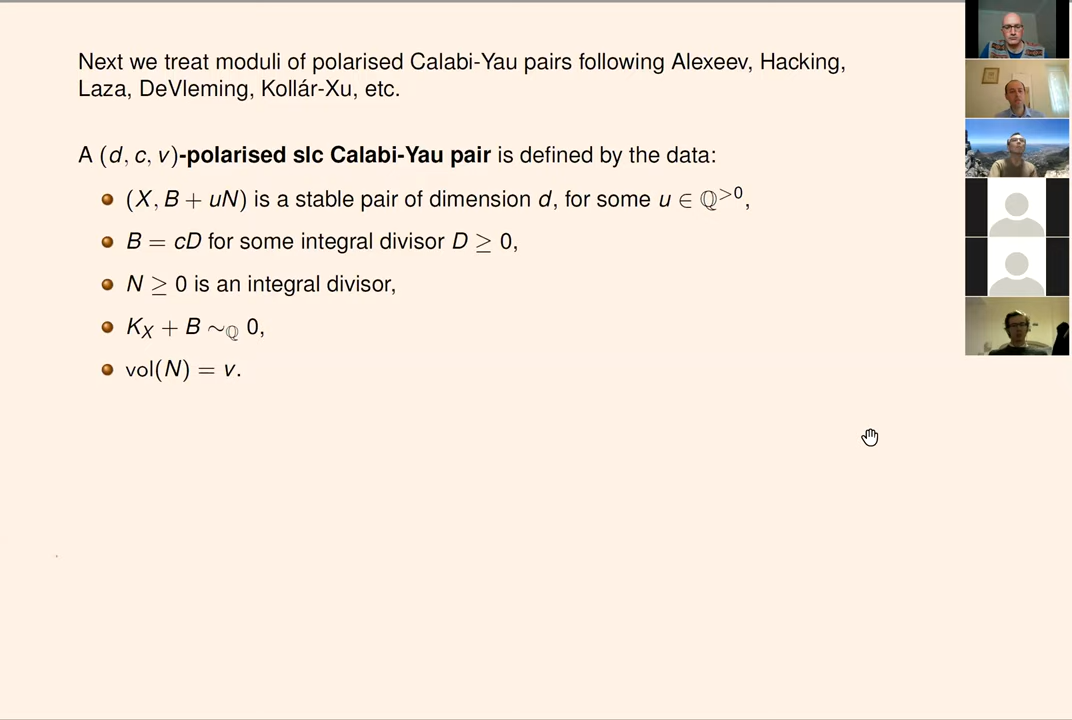 Next we treat moduli of polarised Calabi-Yau pairs following Alexeev, Hacking,
Laza, DeVleming, Kollár-Xu, etc.
A (d, c, v)-polarised slc Calabi-Yau pair is defined by the data:
(X, B + uN) is a stable pair of dimension d, for some u ∈ ℚ^{>0},
B = cD for some integral divisor D ≥ 0,
N ≥ 0 is an integral divisor,
K_X + B ∼_ℚ 0,
vol(N) = v.